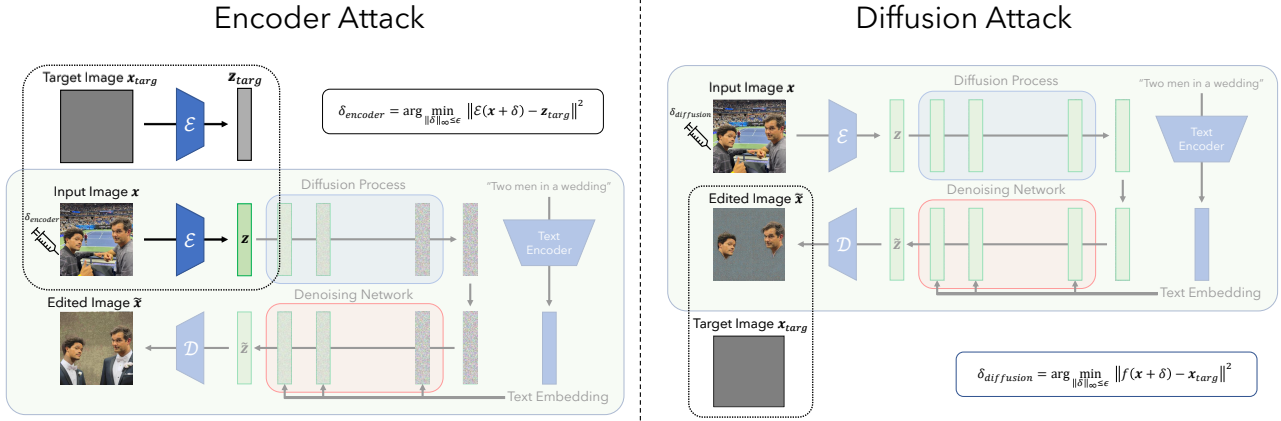 Encoder Attack
Target Image x_targ
z_targ
ℰ
δ_encoder = arg min_{‖δ‖_∞≤ϵ} ‖ℰ(x + δ) − z_targ‖²
Input Image x
Diffusion Process
"Two men in a wedding"
δ_encoder
ℰ
z
Text
Encoder
Edited Image x̃
Denoising Network
𝒟
z̃
Text Embedding
Diffusion Attack
Input Image x
Diffusion Process
"Two men in a wedding"
δ_diffusion
ℰ
z
Text
Encoder
Edited Image x̃
Denoising Network
𝒟
z̃
Text Embedding
Target Image x_targ
δ_diffusion = arg min_{‖δ‖_∞≤ϵ} ‖f(x + δ) − x_targ‖²